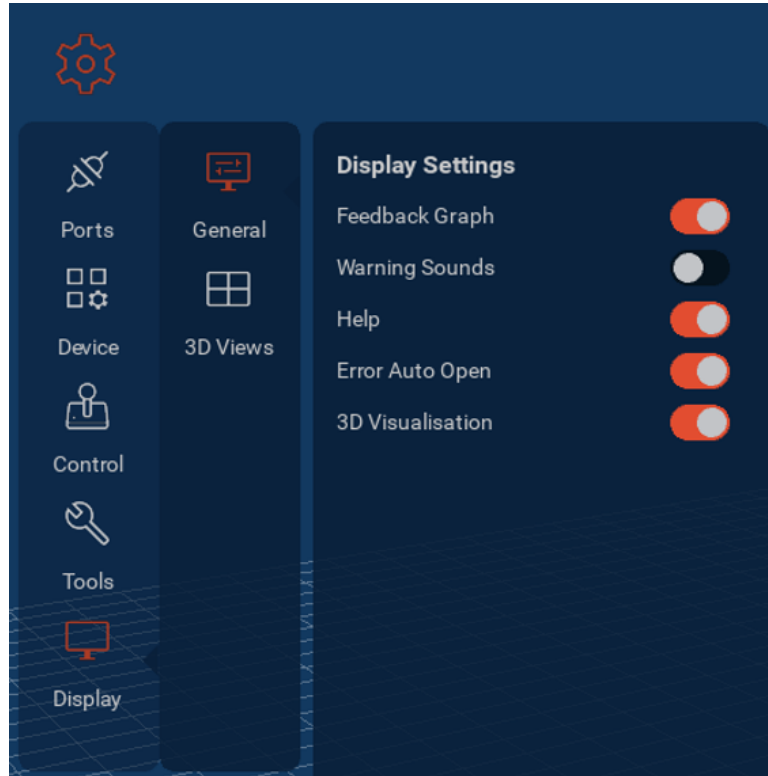 Ports
Device
Control
Tools
Display
General
3D Views
Display Settings
Feedback Graph
Warning Sounds
Help
Error Auto Open
3D Visualisation